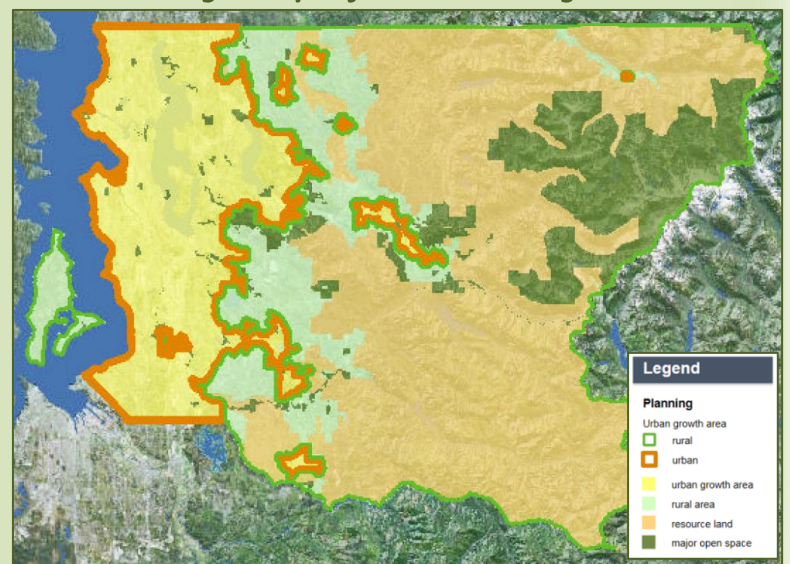 Legend
Planning
Urban growth area
rural
urban
urban growth area
rural area
resource land
major open space